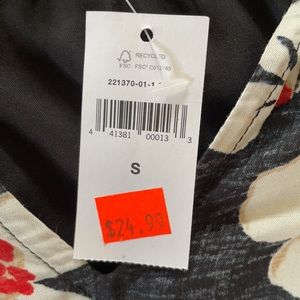 RECYCLED
FSC
221370-01-1
4 41381 00013 3
S
$24.99